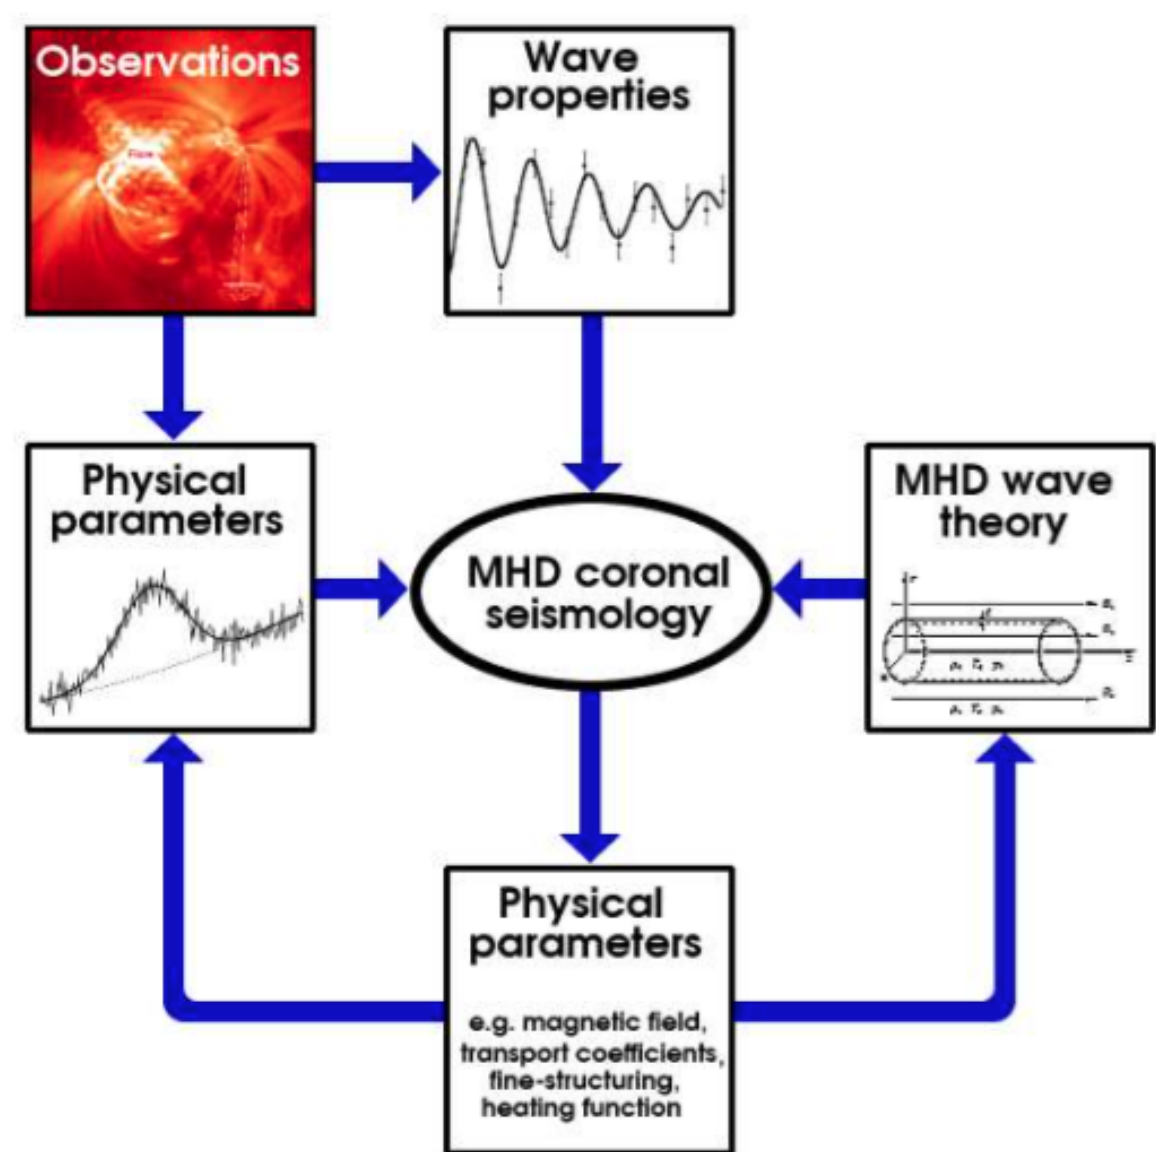 Observations
Wave
properties
Flare
Physical
parameters
MHD coronal
seismology
MHD wave
theory
Physical
parameters
e.g. magnetic field,
transport coefficients,
fine-structuring,
heating function